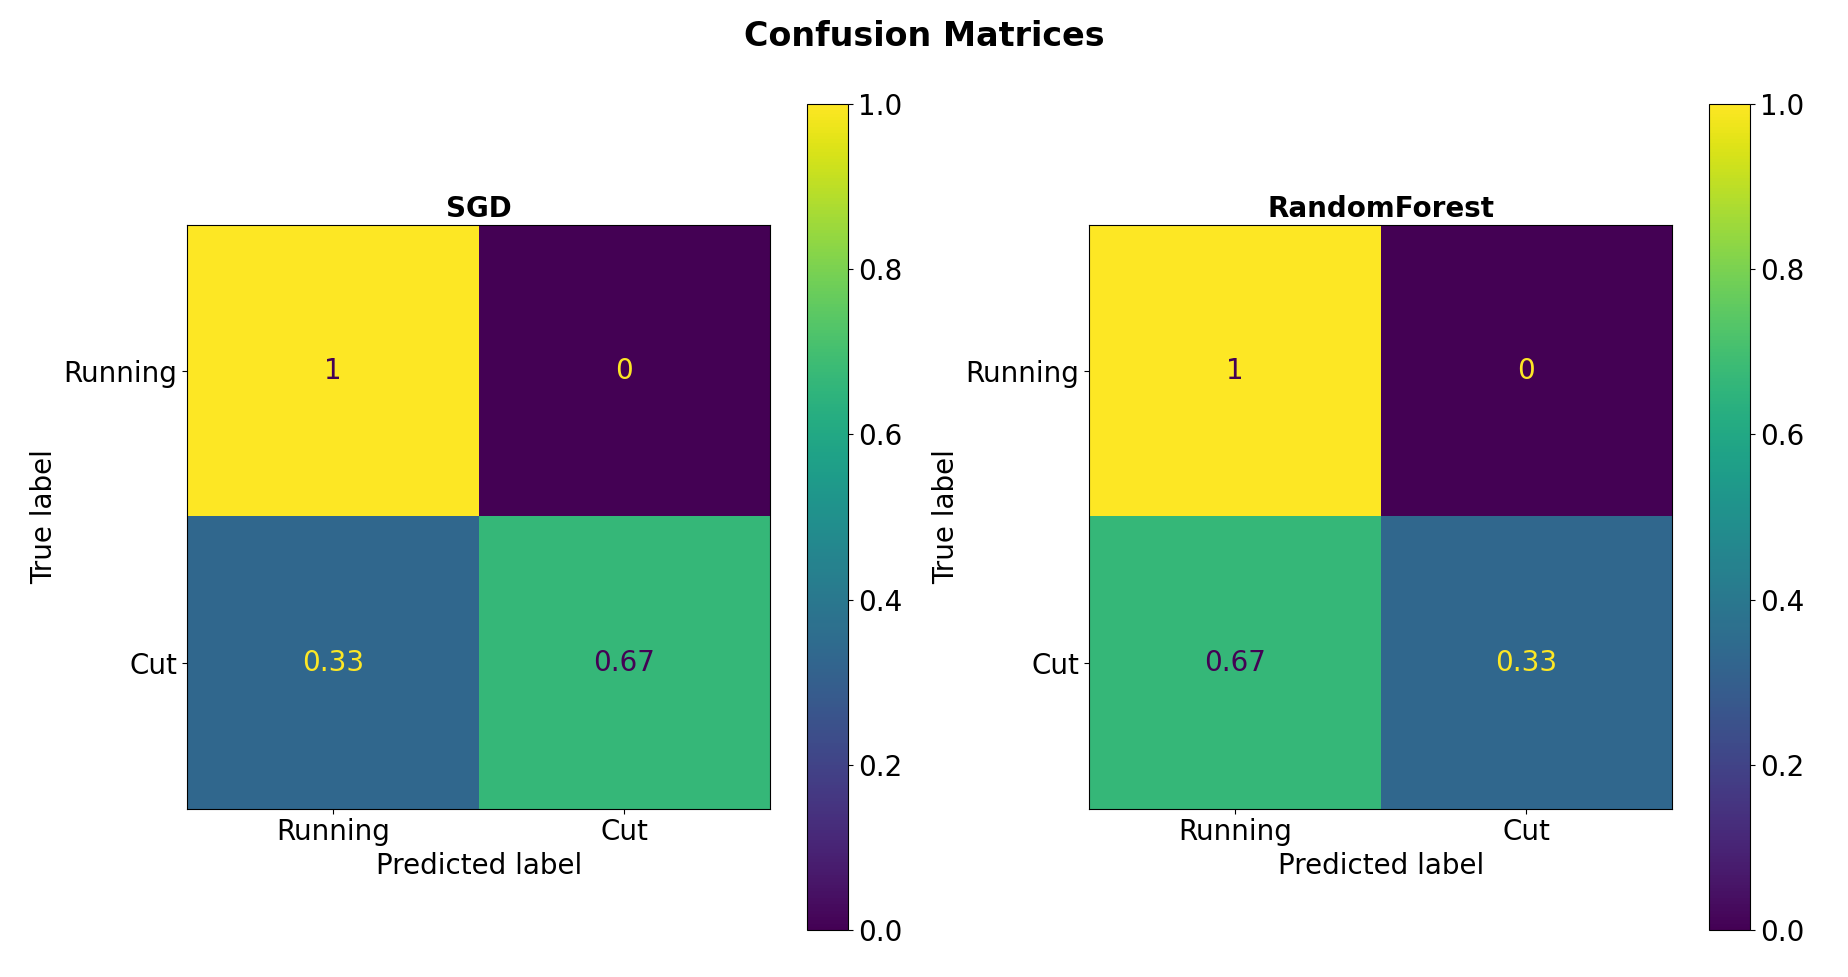 Confusion Matrices
SGD
1.0
0.8
0.6
0.4
0.2
0.0
True label
Running
Cut
1
0
0.33
0.67
Running
Cut
Predicted label
RandomForest
1.0
0.8
0.6
0.4
0.2
0.0
True label
Running
Cut
1
0
0.67
0.33
Running
Cut
Predicted label